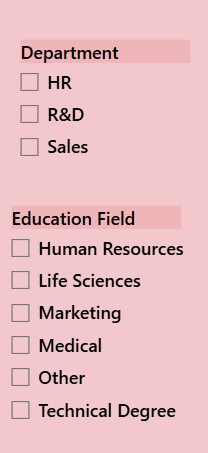 Department
HR
R&D
Sales
Education Field
Human Resources
Life Sciences
Marketing
Medical
Other
Technical Degree